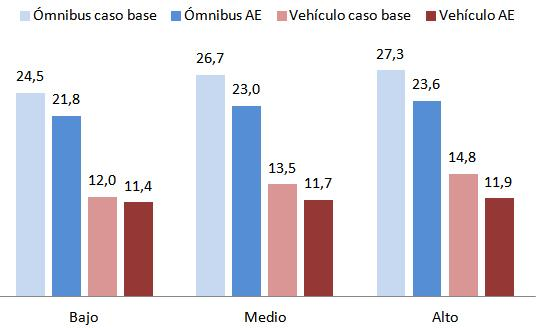 Ómnibus caso base Ómnibus AE Vehículo caso base Vehículo AE
24,5 21,8 12,0 11,4
26,7 23,0 13,5 11,7
27,3 23,6 14,8 11,9
Bajo Medio Alto